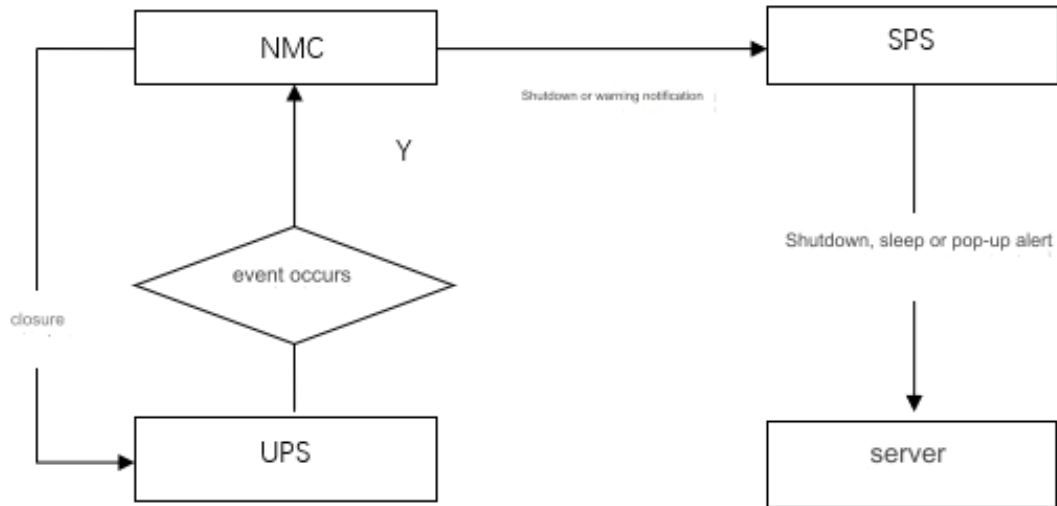 NMC
SPS
Shutdown or warning notification
Y
Shutdown, sleep or pop-up alert
event occurs
closure
UPS
server